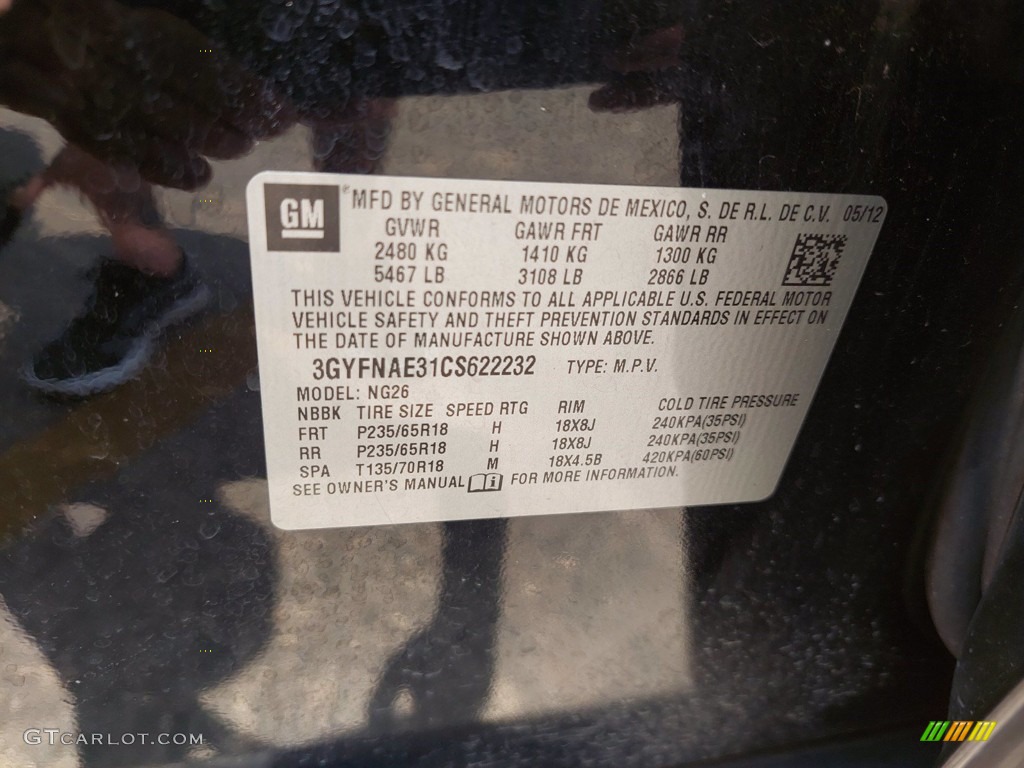 GM ® MFD BY GENERAL MOTORS DE MEXICO, S. DE R.L. DE C.V. 05/12
GVWR GAWR FRT GAWR RR
2480 KG 1410 KG 1300 KG
5467 LB 3108 LB 2866 LB
THIS VEHICLE CONFORMS TO ALL APPLICABLE U.S. FEDERAL MOTOR
VEHICLE SAFETY AND THEFT PREVENTION STANDARDS IN EFFECT ON
THE DATE OF MANUFACTURE SHOWN ABOVE.
3GYFNAE31CS622232 TYPE: M.P.V.
MODEL: NG26
NBBK TIRE SIZE SPEED RTG RIM COLD TIRE PRESSURE
FRT P235/65R18 H 18X8J 240KPA(35PSI)
RR P235/65R18 H 18X8J 240KPA(35PSI)
SPA T135/70R18 M 18X4.5B 420KPA(60PSI)
SEE OWNER'S MANUAL i FOR MORE INFORMATION.
GTCARLOT.COM